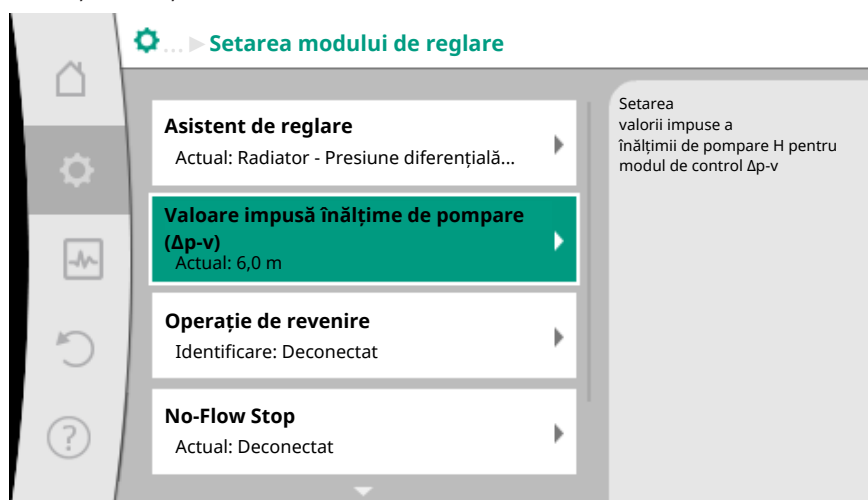 ... Setarea modului de reglare
Asistent de reglare
Actual: Radiator - Presiune diferențială...
Valoare impusă înălțime de pompare
(Δp-v)
Actual: 6,0 m
Operație de revenire
Identificare: Deconectat
No-Flow Stop
Actual: Deconectat
Setarea
valorii impuse a
înălțimii de pompare H pentru
modul de control Δp-v
?